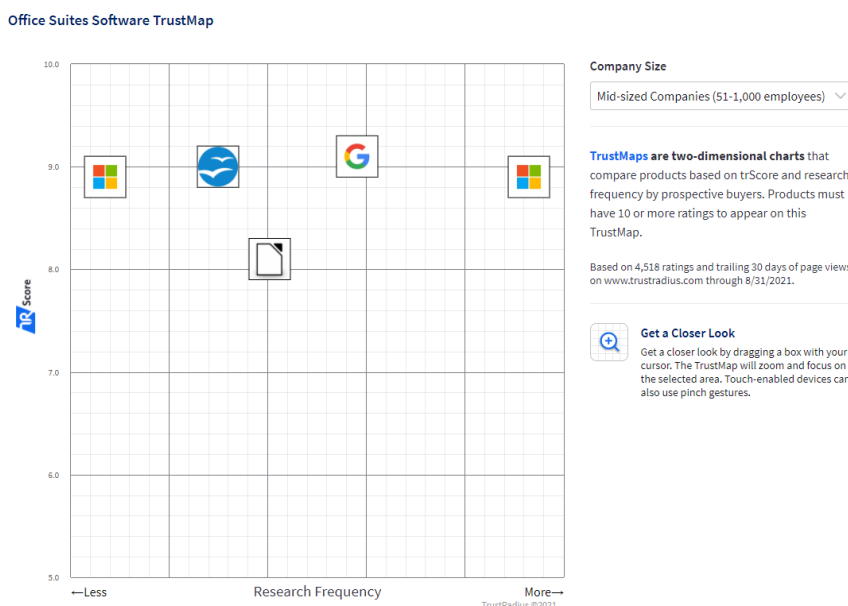 Office Suites Software TrustMap
Company Size
Mid-sized Companies (51-1,000 employees)
TrustMaps are two-dimensional charts that
compare products based on trScore and research
frequency by prospective buyers. Products must
have 10 or more ratings to appear on this
TrustMap.
Based on 4,518 ratings and trailing 30 days of page views
on www.trustradius.com through 8/31/2021.
Get a Closer Look
Get a closer look by dragging a box with your
cursor. The TrustMap will zoom and focus on
the selected area. Touch-enabled devices can
also use pinch gestures.
10.0
9.0
8.0
7.0
6.0
5.0
TR Score
←Less
Research Frequency
More→
TrustRadius ©2021